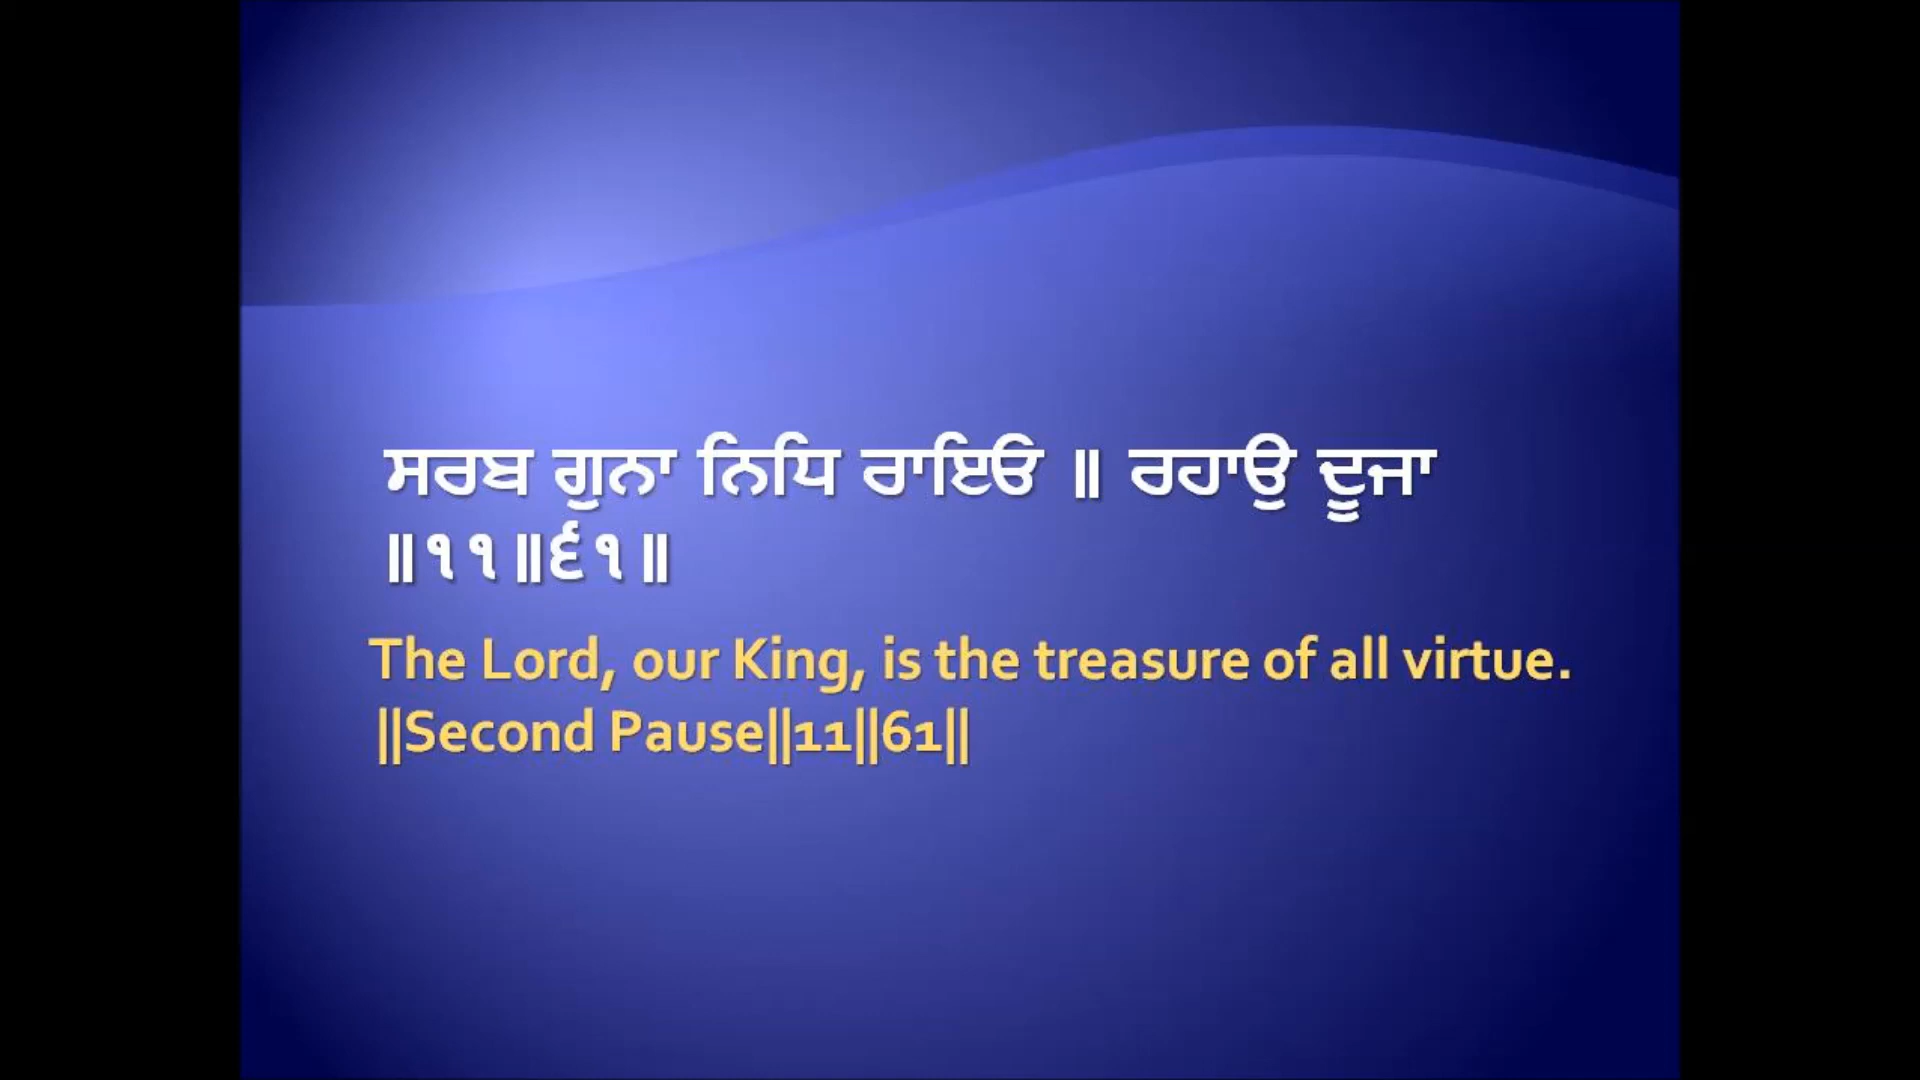 ਸਰਬ ਗੁਨਾ ਨਿਧਿ ਰਾਇਓ ॥ ਰਹਾਉ ਦੂਜਾ
॥੧੧॥੬੧॥
The Lord, our King, is the treasure of all virtue.
||Second Pause||11||61||